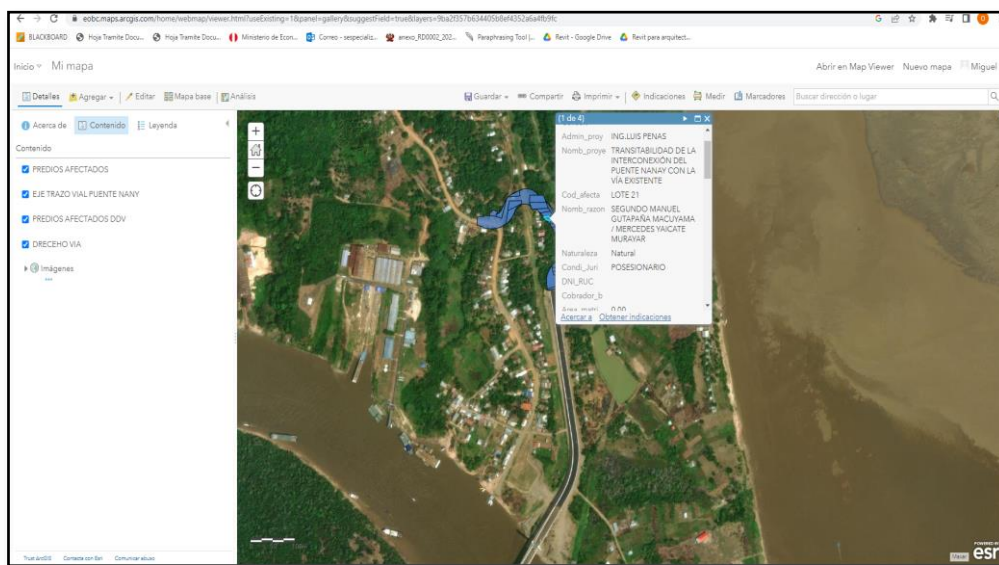 eobc.maps.arcgis.com/home/webmap/viewer.html?useExisting=1&panel=gallery&suggestField=true&layers=9ba2f357b634405b8ef4352a6a4fb9fc
BLACKBOARD Hoja Tramite Docu... Hoja Tramite Docu... Ministerio de Econ... Correo - sespecializ... anexo_RD0002_202... Paraphrasing Tool |... Revit - Google Drive Revit para arquitect...
Inicio Mi mapa Abrir en Map Viewer Nuevo mapa Miguel
Detalles Agregar Editar Mapa base Análisis Guardar Compartir Imprimir Indicaciones Medir Marcadores Buscar dirección o lugar
Acerca de Contenido Leyenda
Contenido
PREDIOS AFECTADOS
EJE TRAZO VIAL PUENTE NANY
PREDIOS AFECTADOS DDV
DRECEHO VIA
Imágenes
(1 de 4)
Admin_proy ING.LUIS PENAS
Nomb_proye TRANSITABILIDAD DE LA
INTERCONEXIÓN DEL
PUENTE NANAY CON LA
VÍA EXISTENTE
Cod_afecta LOTE 21
Nomb_razon SEGUNDO MANUEL
GUTAPAÑA MACUYAMA
/ MERCEDES YAICATE
MURAYAR
Naturaleza Natural
Condi_Juri POSESIONARIO
DNI_RUC
Cobrador_b
Area_matri 0.00
Acercar a Obtener indicaciones
Trust ArcGIS Contacte con Esri Comunicar abuso
POWERED BY
esri
Maxar